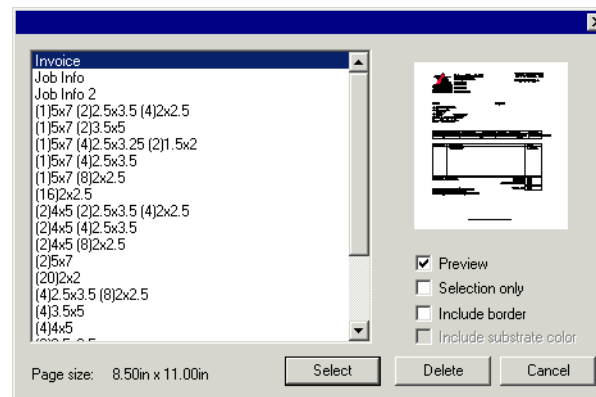 Invoice
Job Info
Job Info 2
(1)5x7 (2)2.5x3.5 (4)2x2.5
(1)5x7 (2)3.5x5
(1)5x7 (4)2.5x3.25 (2)1.5x2
(1)5x7 (4)2.5x3.5
(1)5x7 (8)2x2.5
(16)2x2.5
(2)4x5 (2)2.5x3.5 (4)2x2.5
(2)4x5 (4)2.5x3.5
(2)4x5 (8)2x2.5
(2)5x7
(20)2x2
(4)2.5x3.5 (8)2x2.5
(4)3.5x5
(4)4x5
Preview
Selection only
Include border
Include substrate color
Page size: 8.50in x 11.00in
Select
Delete
Cancel